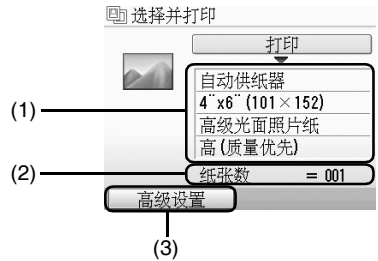 选择并打印
打印
自动供纸器
(1)
4"x6"(101×152)
高级光面照片纸
高(质量优先)
(2)
纸张数 = 001
高级设置
(3)